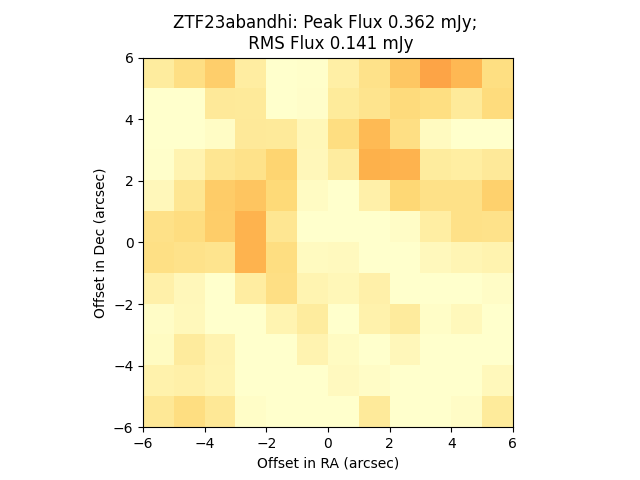 ZTF23abandhi: Peak Flux 0.362 mJy;
RMS Flux 0.141 mJy
6
4
2
0
−2
−4
−6
Offset in Dec (arcsec)
−6 −4 −2 0 2 4 6
Offset in RA (arcsec)